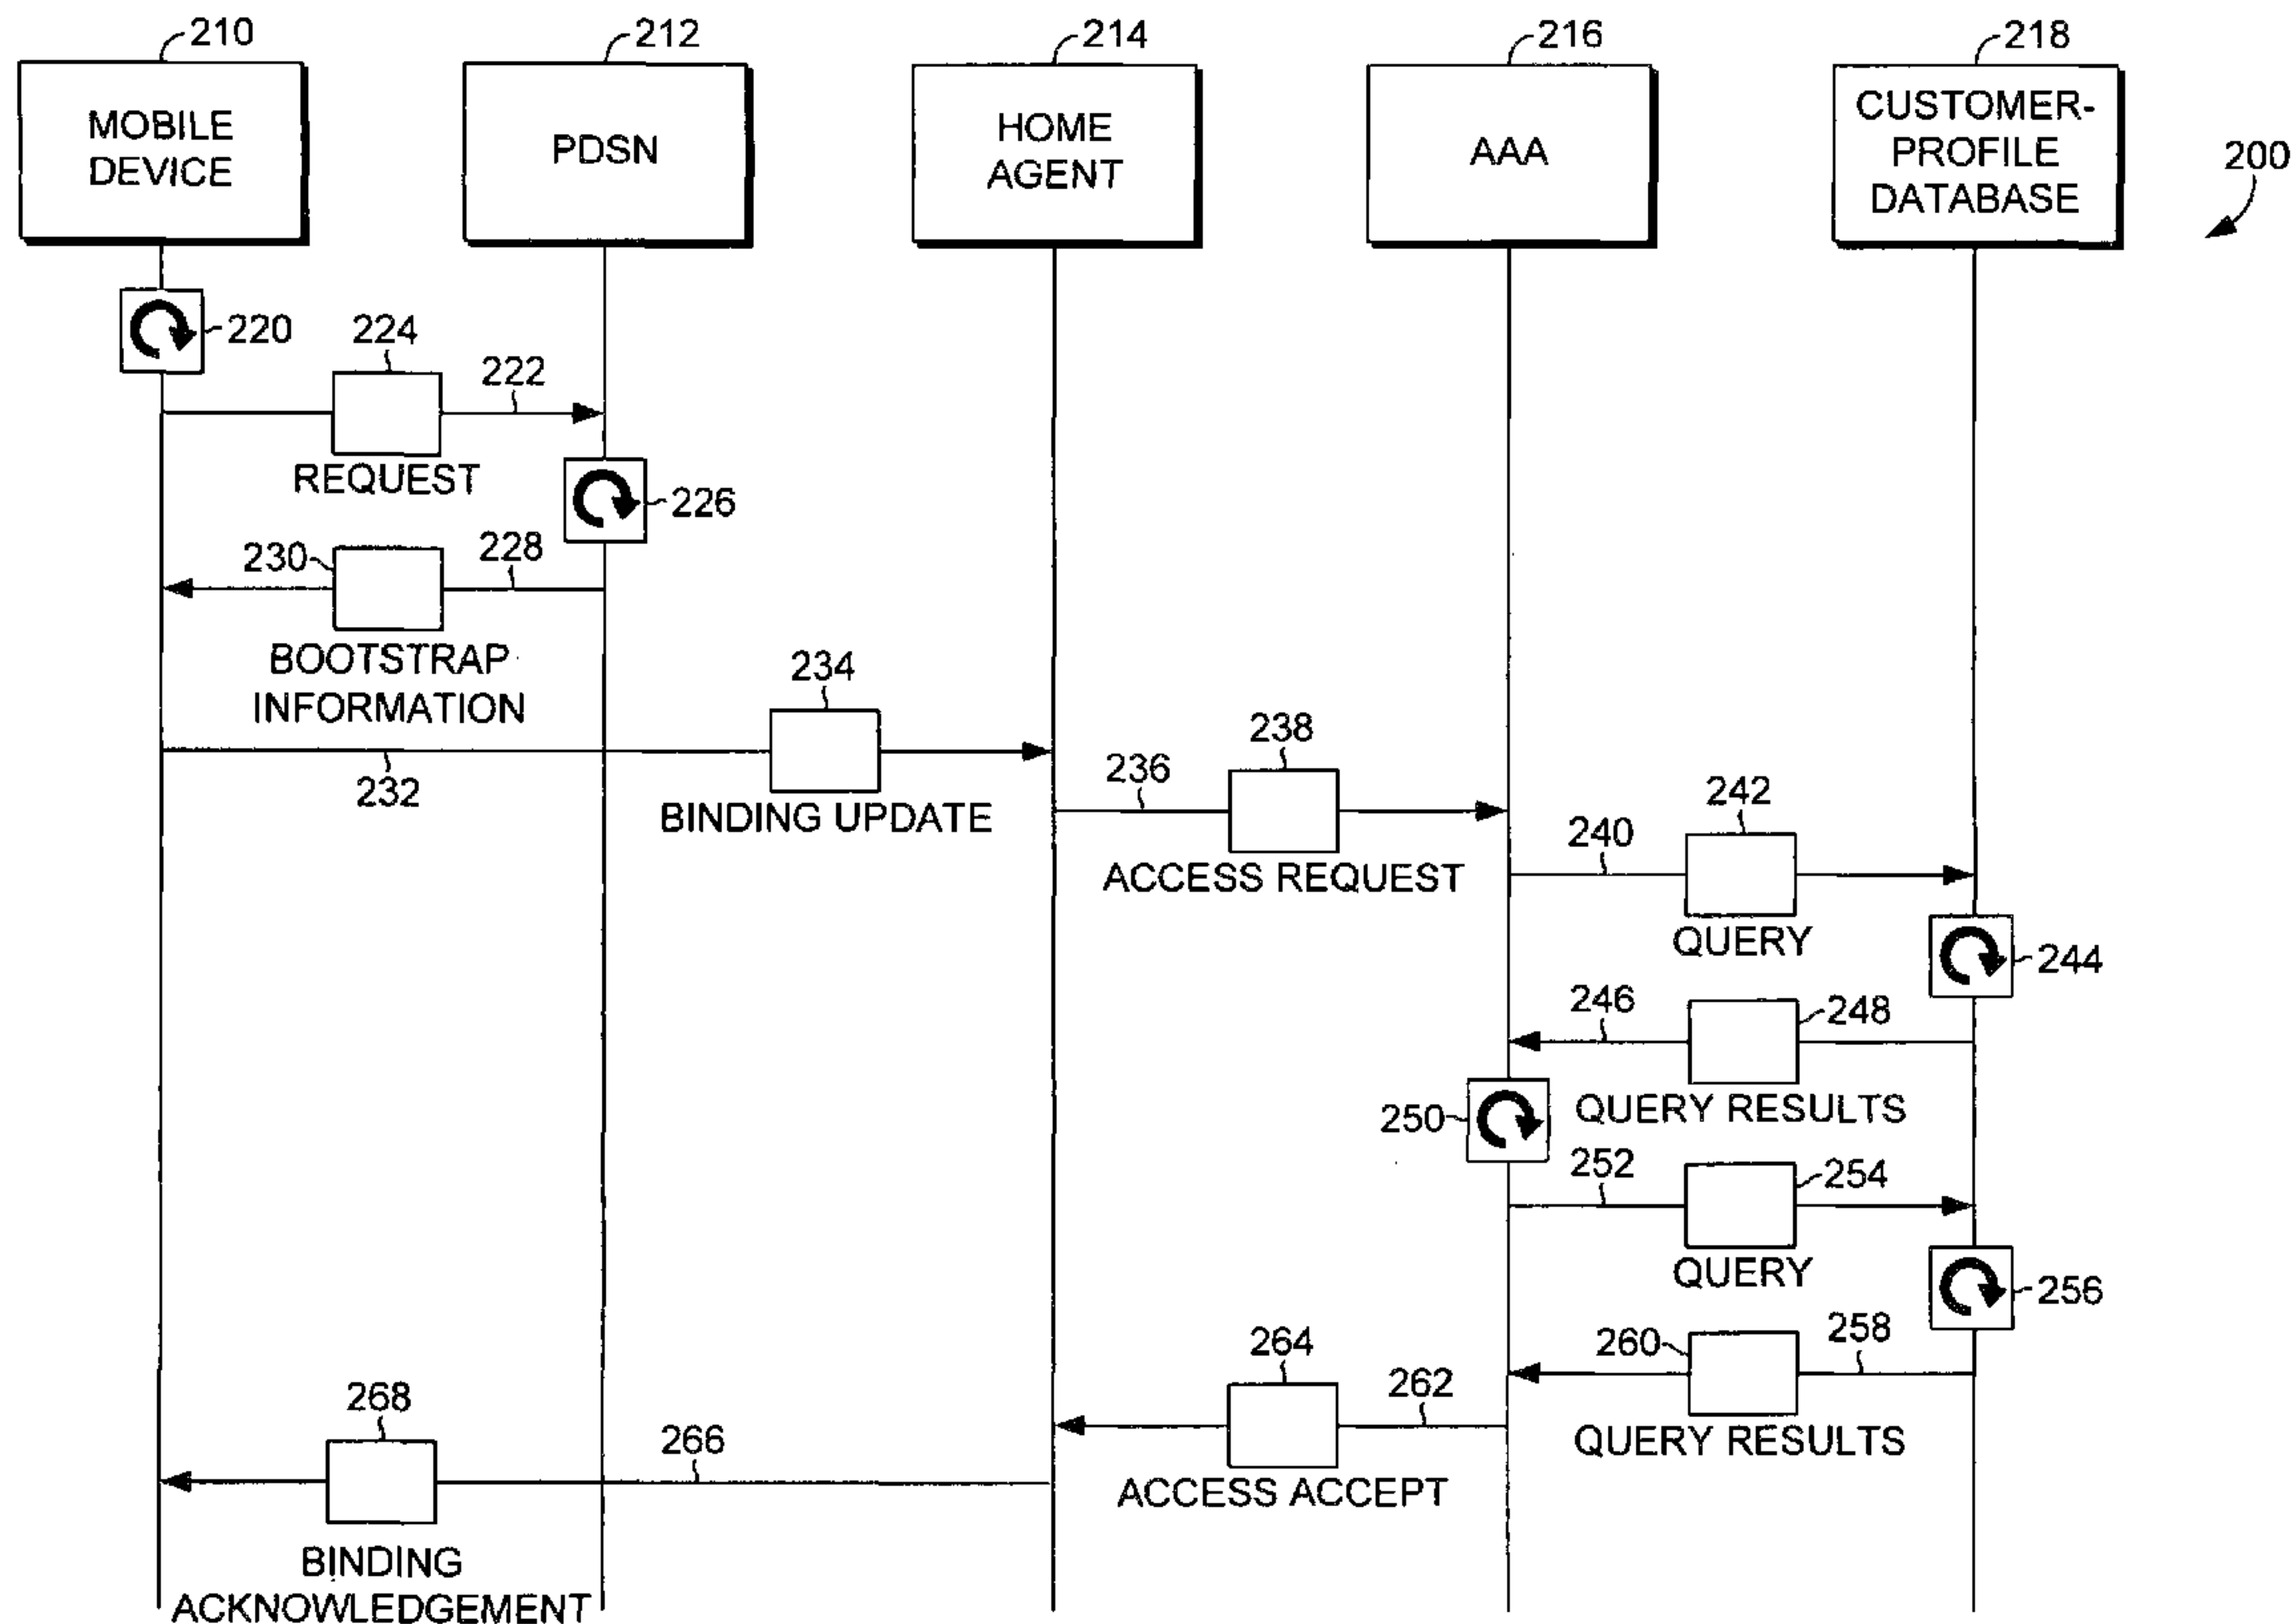 210
212
214
216
218
MOBILE
DEVICE
PDSN
HOME
AGENT
AAA
CUSTOMER-
PROFILE
DATABASE
200
220
224
222
REQUEST
226
230
228
BOOTSTRAP
INFORMATION
234
232
BINDING UPDATE
236
238
ACCESS REQUEST
240
242
QUERY
244
246
248
QUERY RESULTS
250
252
254
QUERY
256
260
258
QUERY RESULTS
264
262
ACCESS ACCEPT
268
266
BINDING
ACKNOWLEDGEMENT